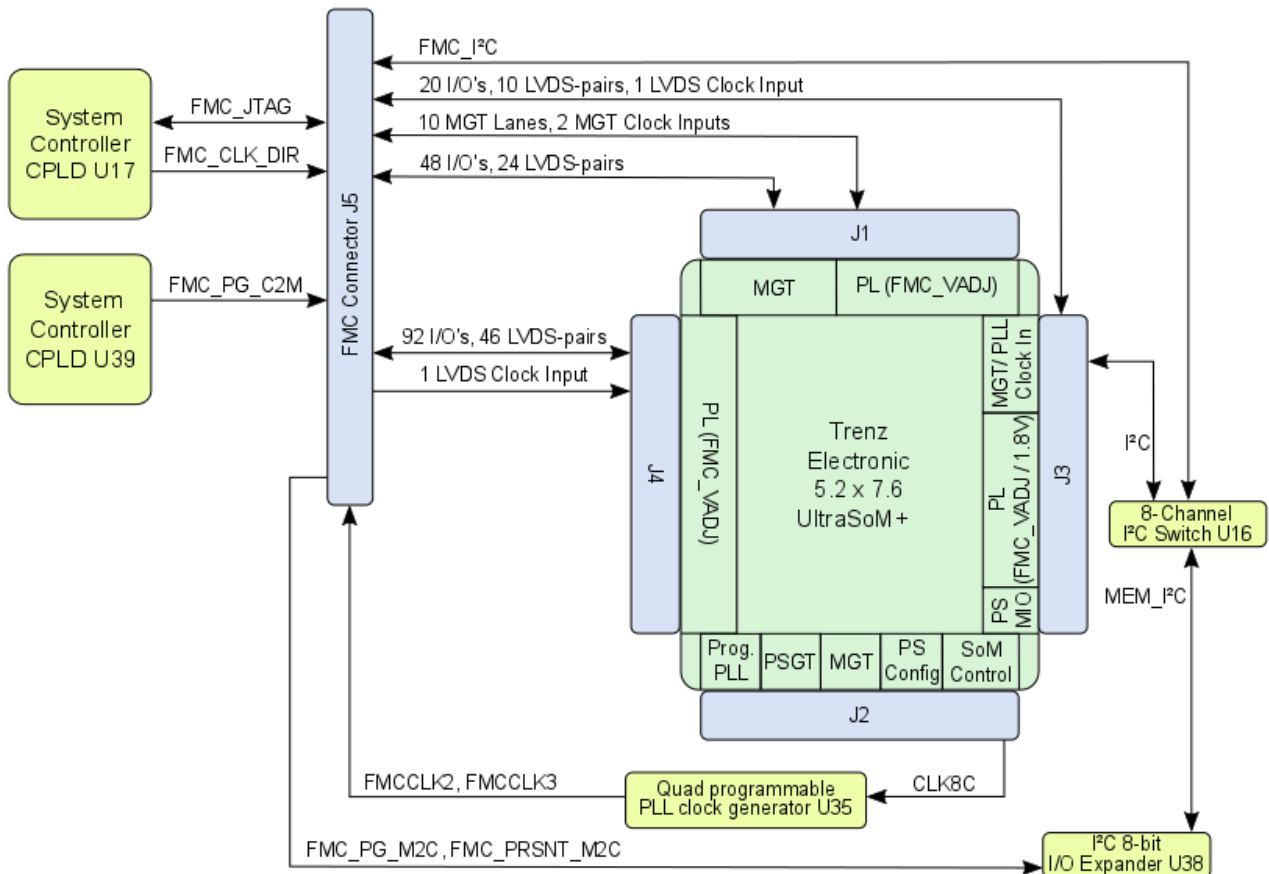 FMC_I²C
20 I/O's, 10 LVDS-pairs, 1 LVDS Clock Input
System
Controller
CPLD U17
FMC_JTAG
10 MGT Lanes, 2 MGT Clock Inputs
FMC_CLK_DIR
48 I/O's, 24 LVDS-pairs
FMC Connector J5
J1
System
Controller
CPLD U39
FMC_PG_C2M
MGT
PL (FMC_VADJ)
92 I/O's, 46 LVDS-pairs
1 LVDS Clock Input
MGT/ PLL
Clock In
J4
PL (FMC_VADJ)
Trenz
Electronic
5.2 x 7.6
UltraSoM+
PL
(FMC_VADJ / 1.8V)
J3
I²C
8-Channel
I²C Switch U16
PS
MIO
MEM_I²C
Prog.
PLL
PSGT
MGT
PS
Config
SoM
Control
J2
FMCCLK2, FMCCLK3
Quad programmable
PLL clock generator U35
CLK8C
FMC_PG_M2C, FMC_PRSNT_M2C
I²C 8-bit
I/O Expander U38